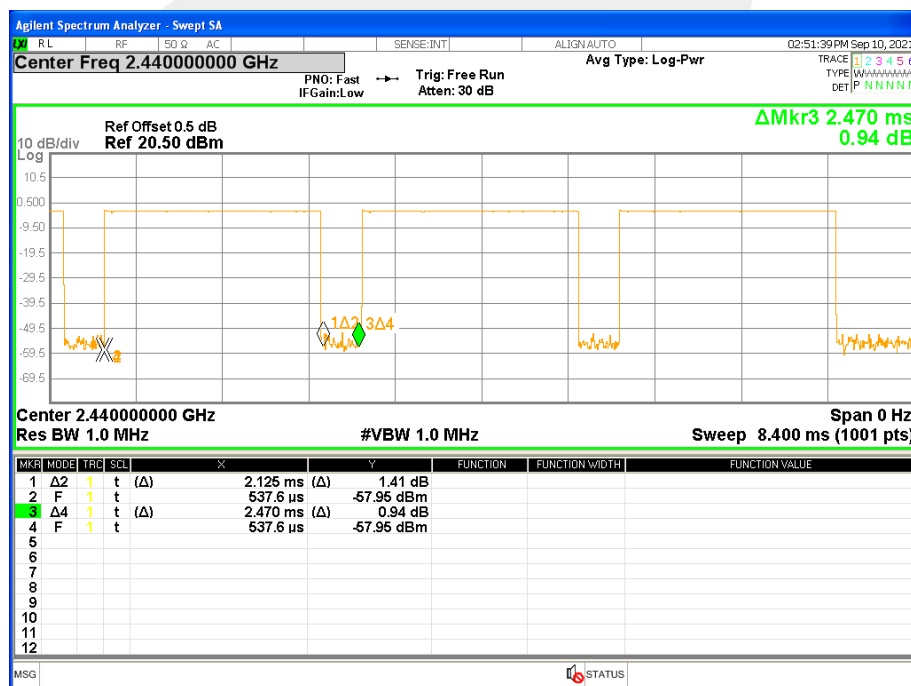 Agilent Spectrum Analyzer - Swept SA
LXI RL RF 50 Ω AC SENSE:INT ALIGN AUTO 02:51:39 PM Sep 10, 2021
Center Freq 2.440000000 GHz
PNO: Fast
IFGain:Low
Trig: Free Run
Atten: 30 dB
Avg Type: Log-Pwr
TRACE 1 2 3 4 5 6
TYPE W
DET P N N N N N
ΔMkr3 2.470 ms
0.94 dB
Ref Offset 0.5 dB
Ref 20.50 dBm
10 dB/div
Log
10.5
0.500
-9.50
-19.5
-29.5
-39.5
-49.5
-59.5
-69.5
1Δ2 3Δ4
Center 2.440000000 GHz Span 0 Hz
Res BW 1.0 MHz #VBW 1.0 MHz Sweep 8.400 ms (1001 pts)
MKR MODE TRC SCL X Y FUNCTION FUNCTION WIDTH FUNCTION VALUE
1 Δ2 1 t (Δ) 2.125 ms (Δ) 1.41 dB
2 F 1 t 537.6 µs -57.95 dBm
3 Δ4 1 t (Δ) 2.470 ms (Δ) 0.94 dB
4 F 1 t 537.6 µs -57.95 dBm
5
6
7
8
9
10
11
12
MSG STATUS